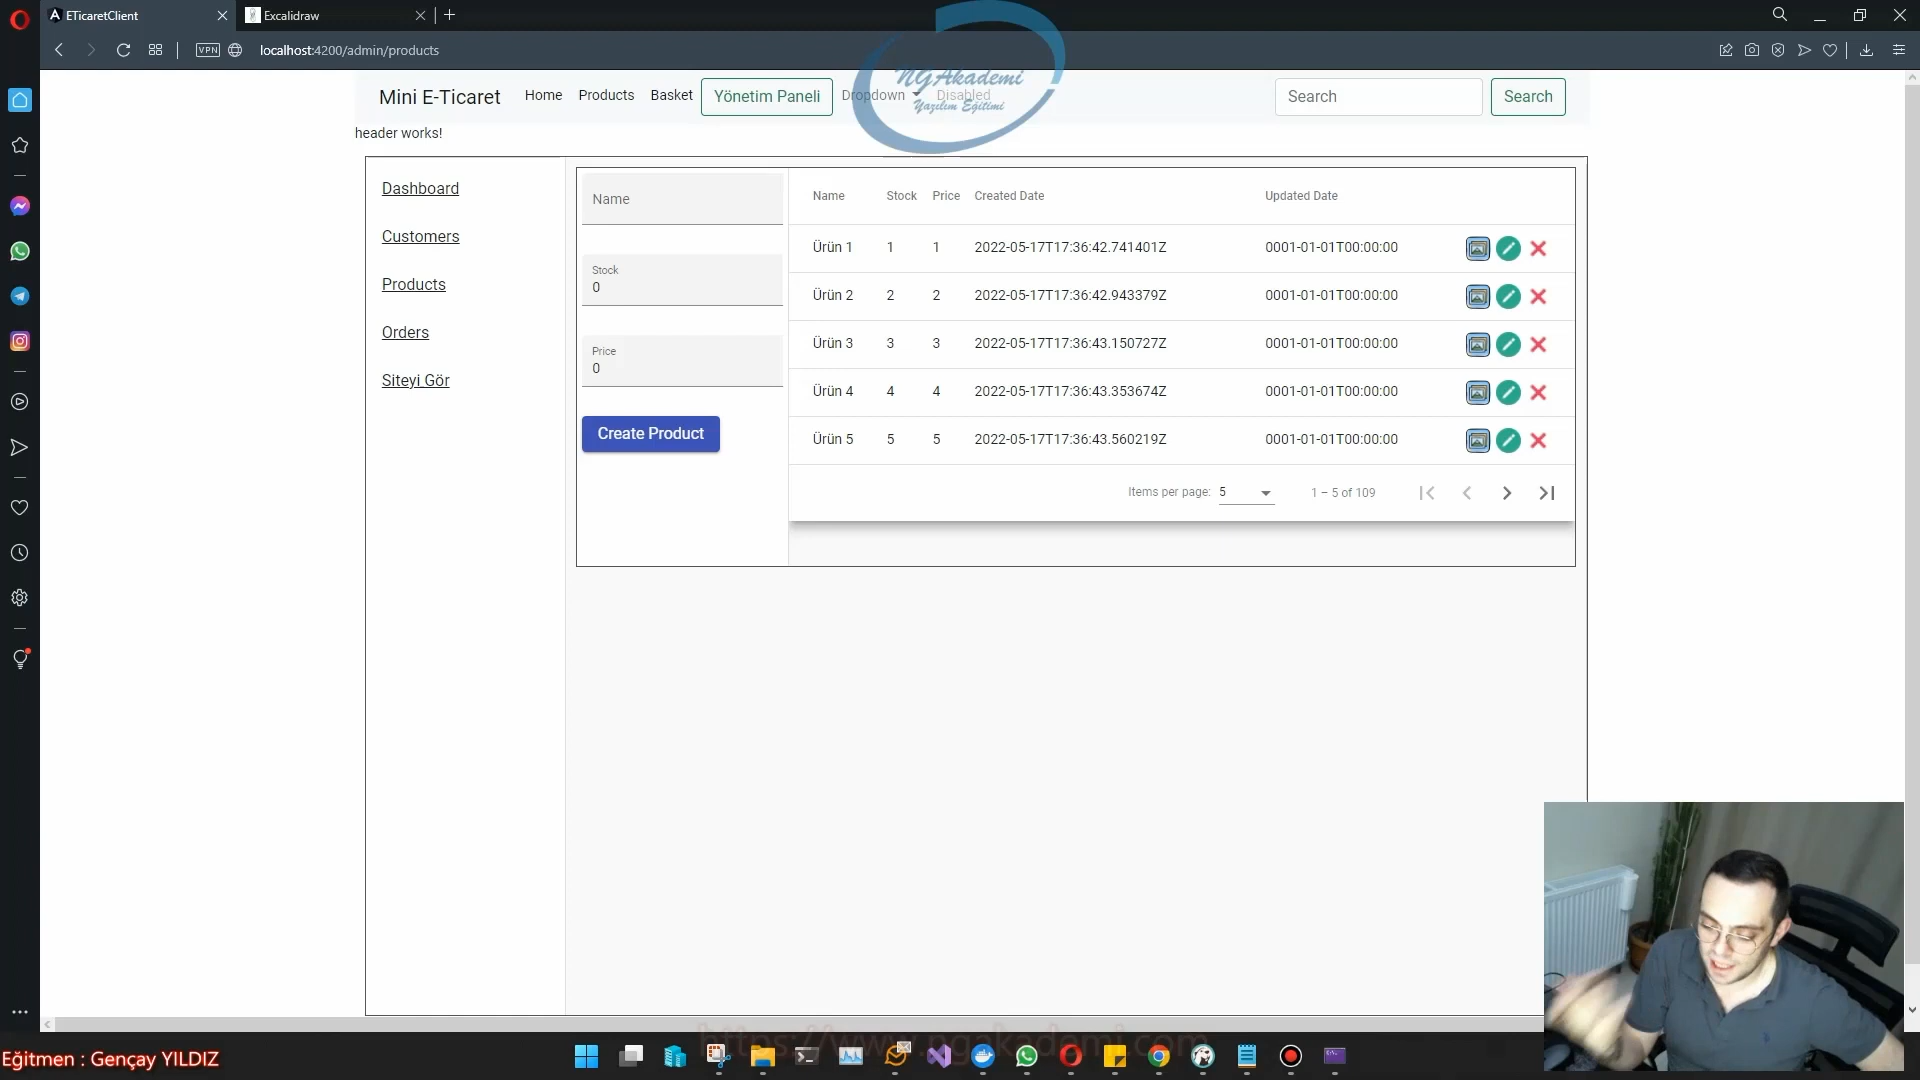 ETicaretClient
Excalidraw
VPN
localhost:4200/admin/products
Mini E-Ticaret
Home
Products
Basket
Yönetim Paneli
Dropdown
Disabled
Search
Search
NGAkademi
Yazılım Eğitimi
header works!
Dashboard
Customers
Products
Orders
Siteyi Gör
Name
Stock
0
Price
0
Create Product
Name Stock Price Created Date Updated Date
Ürün 1 1 1 2022-05-17T17:36:42.741401Z 0001-01-01T00:00:00
Ürün 2 2 2 2022-05-17T17:36:42.943379Z 0001-01-01T00:00:00
Ürün 3 3 3 2022-05-17T17:36:43.150727Z 0001-01-01T00:00:00
Ürün 4 4 4 2022-05-17T17:36:43.353674Z 0001-01-01T00:00:00
Ürün 5 5 5 2022-05-17T17:36:43.560219Z 0001-01-01T00:00:00
Items per page: 5 1 – 5 of 109
https://www.ngakademi.com
Eğitmen : Gençay YILDIZ